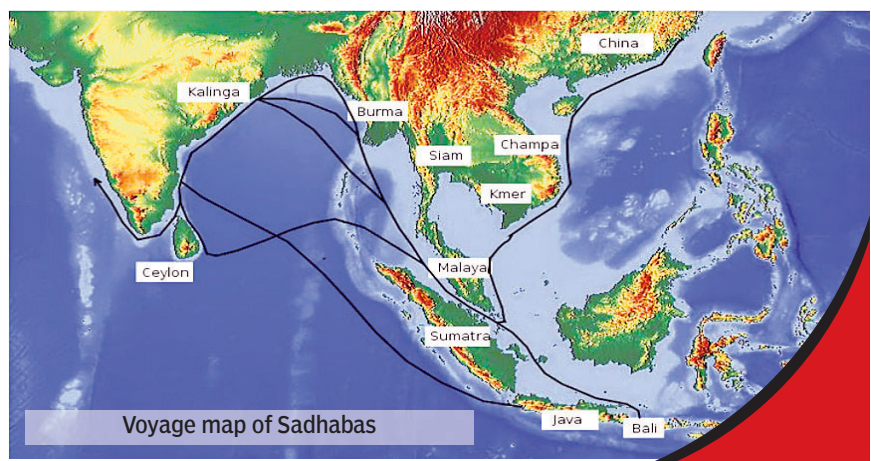 China
Kalinga
Burma
Champa
Siam
Kmer
Ceylon
Malaya
Sumatra
Java
Bali
Voyage map of Sadhabas